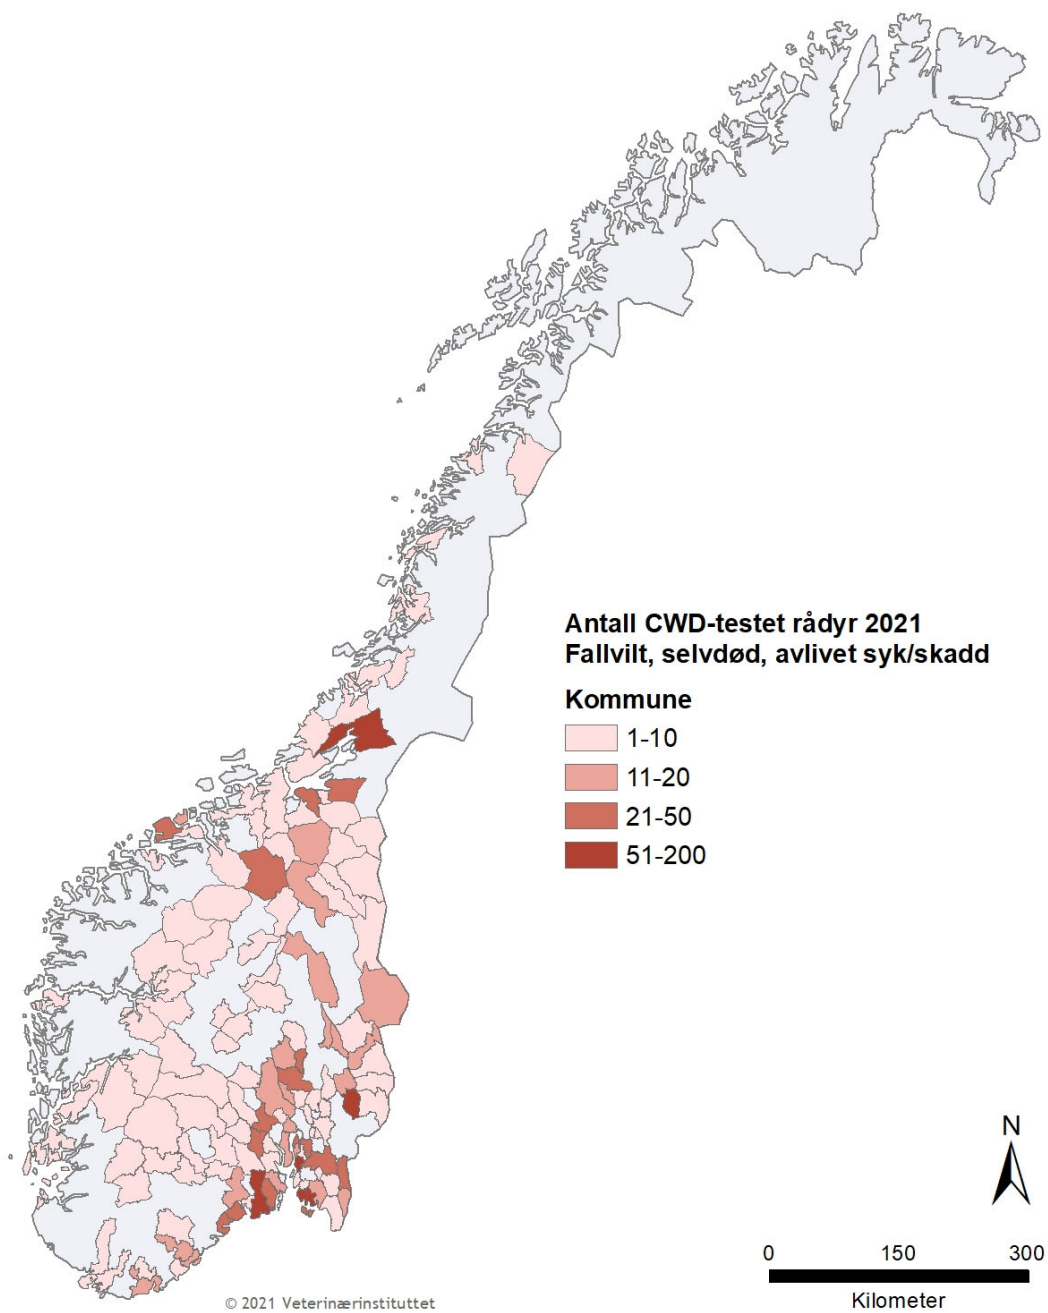 Antall CWD-testet rådyr 2021
Fallvilt, selvdød, avlivet syk/skadd
Kommune
1-10
11-20
21-50
51-200
N
0 150 300
Kilometer
© 2021 Veterinærinstituttet